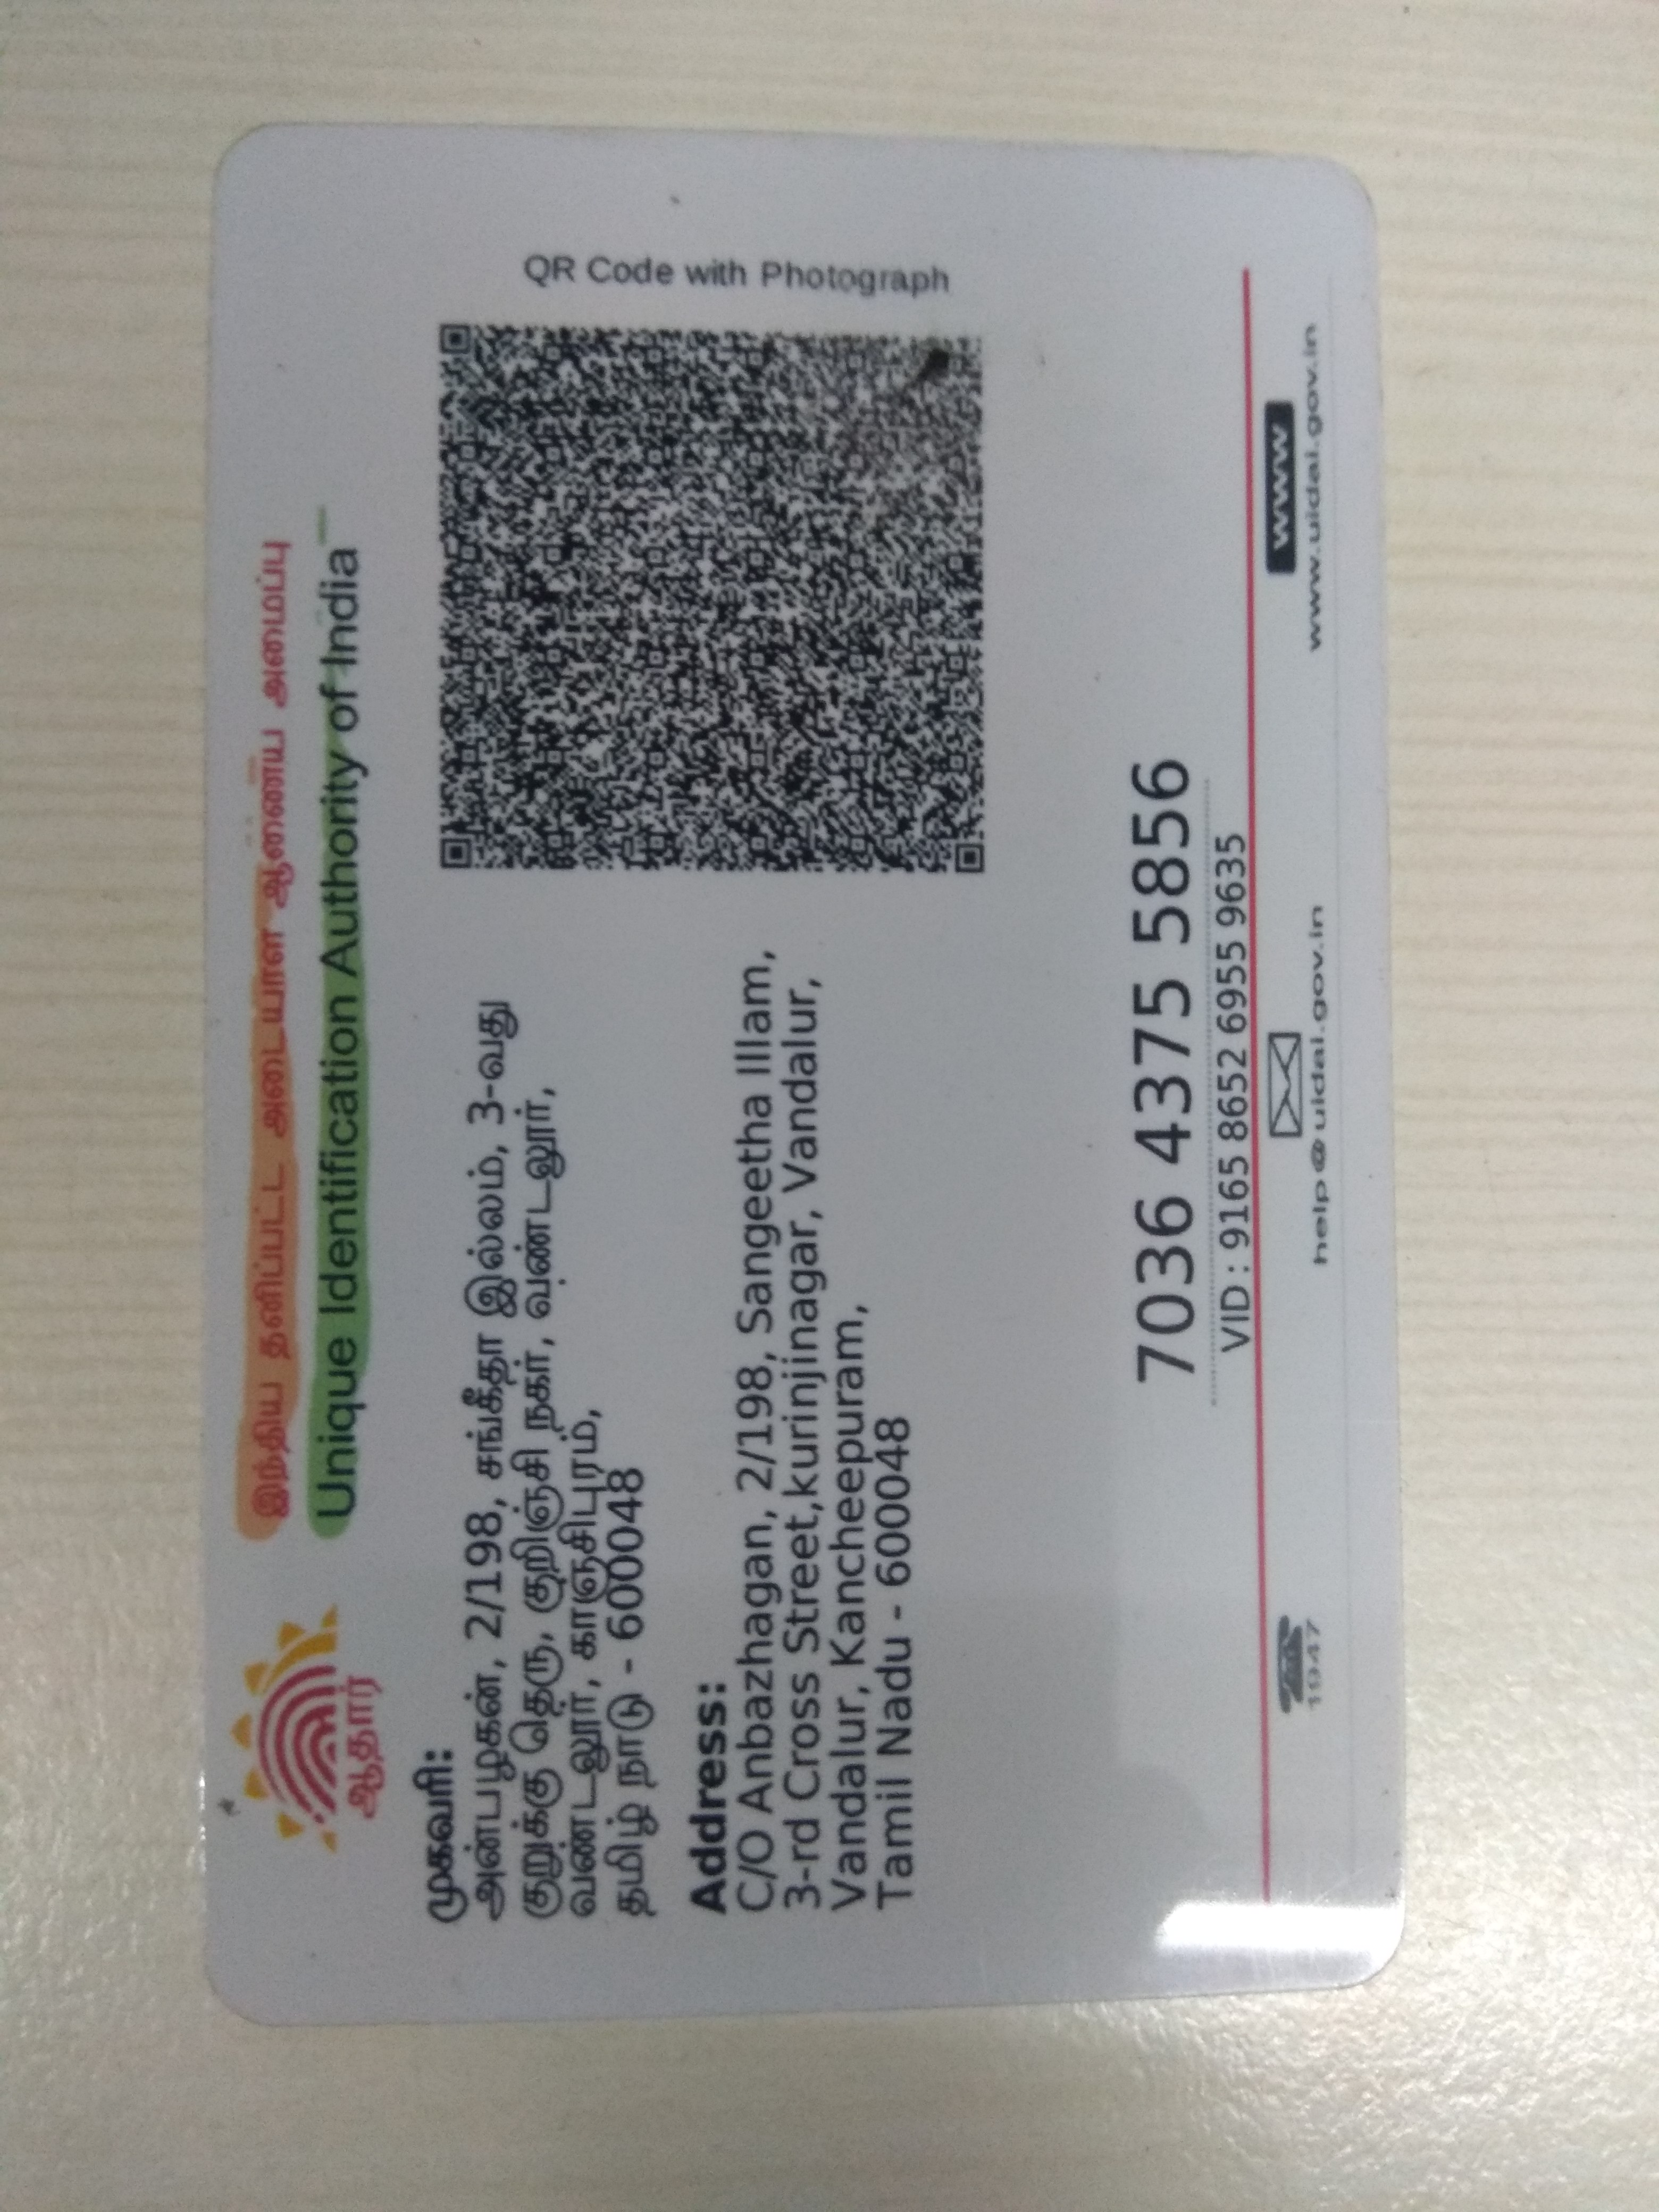 ஆதார்
இந்திய தனிப்பட்ட அடையாள ஆணைய அமைப்பு
Unique Identification Authority of India
முகவரி:
அன்பழகன், 2/198, சங்கீதா இல்லம், 3-வது
குறுக்கு தெரு, குறிஞ்சி நகர், வண்டலூர்,
வண்டலூர், காஞ்சிபுரம்,
தமிழ் நாடு - 600048
Address:
C/O Anbazhagan, 2/198, Sangeetha Illam,
3-rd Cross Street,kurinjinagar, Vandalur,
Vandalur, Kancheepuram,
Tamil Nadu - 600048
QR Code with Photograph
7036 4375 5856
VID : 9165 8652 6955 9635
1947
help@uidai.gov.in
www
www.uidai.gov.in